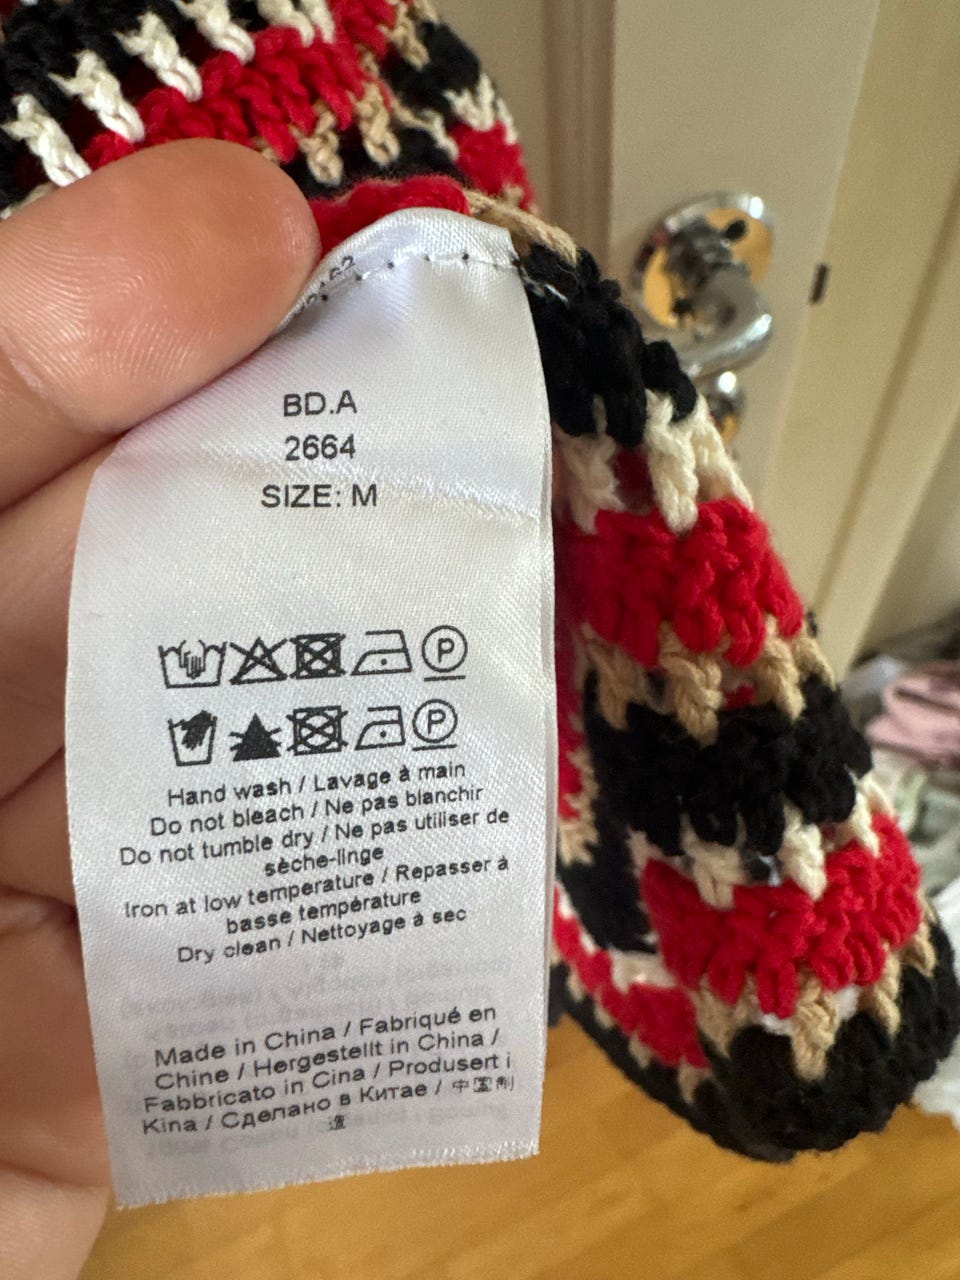 BD.A
2664
SIZE: M
P
P
Hand wash / Lavage à main
Do not bleach / Ne pas blanchir
Do not tumble dry / Ne pas utiliser de
sèche-linge
Iron at low temperature / Repasser à
basse température
Dry clean / Nettoyage à sec
Made in China / Fabriqué en
Chine / Hergestellt in China /
Fabbricato in Cina / Produsert i
Kina / Сделано в Китае / 中国制
造